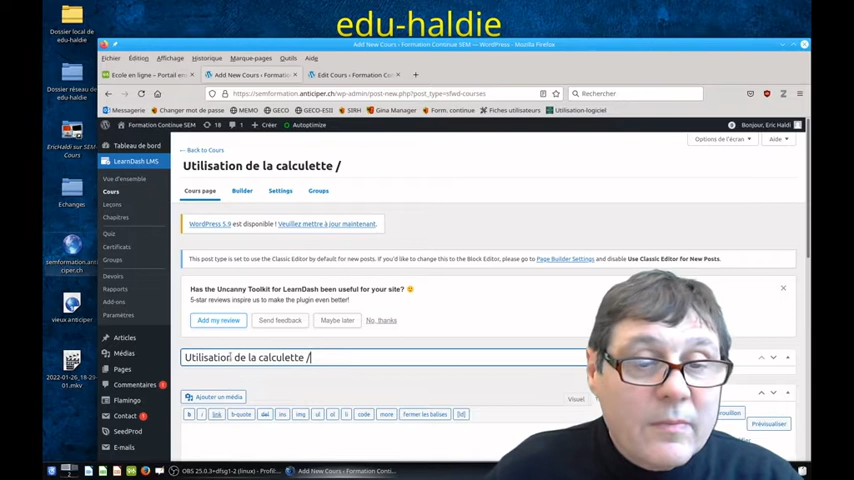 edu-haldie
Dossier local de
edu-haldie
Dossier réseau de
edu-haldie
EricHaldi sur SEM
Cours
Echanges
semformation.anti
ciper.ch
vieux.anticiper
2022-01-26_18-29-
01.mkv
Add New Cours ‹ Formation Continue SEM — WordPress - Mozilla Firefox
Fichier Édition Affichage Historique Marque-pages Outils Aide
Ecole en ligne – Portail en
Add New Cours ‹ Formation
Edit Cours ‹ Formation Con
https://semformation.anticiper.ch/wp-admin/post-new.php?post_type=sfwd-courses
Rechercher
Messagerie Changer mot de passe MEMO GECO GECO-ESII SIRH Gina Manager Form. continue Fiches utilisateurs Utilisation-logiciel
Formation Continue SEM 18 1 Créer Autoptimize
0 Bonjour, Eric Haldi
Tableau de bord
LearnDash LMS
Vue d'ensemble
Cours
Leçons
Chapitres
Quiz
Certificats
Groups
Devoirs
Rapports
Add-ons
Paramètres
Articles
Médias
Pages
Commentaires
Flamingo
Contact
SeedProd
E-mails
Options de l'écran
Aide
← Back to Cours
Utilisation de la calculette /
Cours page Builder Settings Groups
WordPress 5.9 est disponible ! Veuillez mettre à jour maintenant.
This post type is set to use the Classic Editor by default for new posts. If you'd like to change this to the Block Editor, please go to Page Builder Settings and disable Use Classic Editor for New Posts.
Has the Uncanny Toolkit for LearnDash been useful for your site? 🙂
5-star reviews inspire us to make the plugin even better!
Add my review Send feedback Maybe later No, thanks
Utilisation de la calculette /
Ajouter un média
Visuel
b i link b-quote del ins img ul ol li code more fermer les balises [ld]
Prévisualiser
OBS 25.0.3+dfsg1-2 (linux) - Profil:...
Add New Cours ‹ Formation Conti...